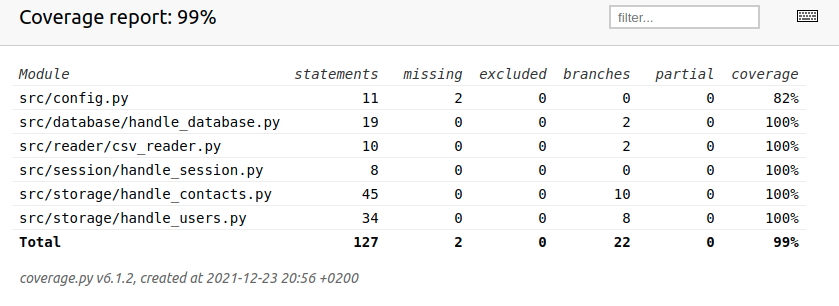 Coverage report: 99%
filter...
Module statements missing excluded branches partial coverage
src/config.py 11 2 0 0 0 82%
src/database/handle_database.py 19 0 0 2 0 100%
src/reader/csv_reader.py 10 0 0 2 0 100%
src/session/handle_session.py 8 0 0 0 0 100%
src/storage/handle_contacts.py 45 0 0 10 0 100%
src/storage/handle_users.py 34 0 0 8 0 100%
Total 127 2 0 22 0 99%
coverage.py v6.1.2, created at 2021-12-23 20:56 +0200